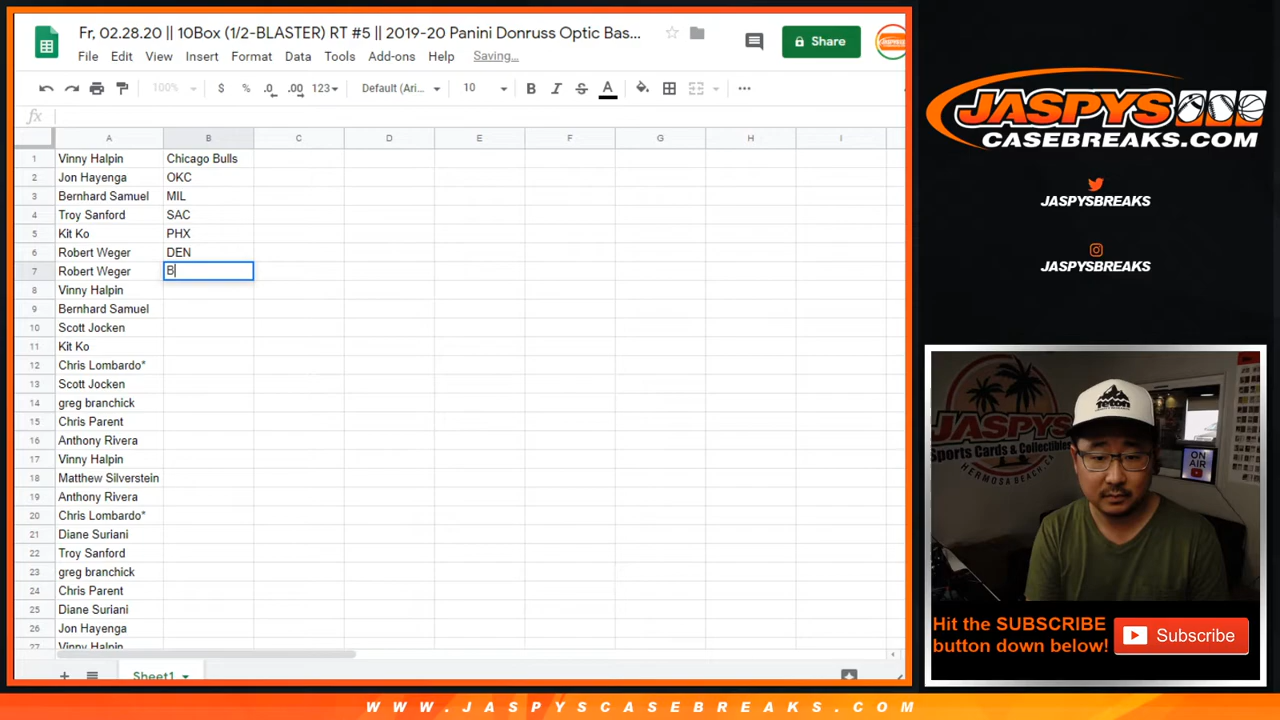 Fr, 02.28.20 || 10Box (1/2-BLASTER) RT #5 || 2019-20 Panini Donruss Optic Bas...
Share
File Edit View Insert Format Data Tools Add-ons Help Saving...
100% $ % .0 .00 123 Default (Ari... 10 B I S A
fx
A B C D E F G H I
1 Vinny Halpin Chicago Bulls
2 Jon Hayenga OKC
3 Bernhard Samuel MIL
4 Troy Sanford SAC
5 Kit Ko PHX
6 Robert Weger DEN
7 Robert Weger B
8 Vinny Halpin
9 Bernhard Samuel
10 Scott Jocken
11 Kit Ko
12 Chris Lombardo*
13 Scott Jocken
14 greg branchick
15 Chris Parent
16 Anthony Rivera
17 Vinny Halpin
18 Matthew Silverstein
19 Anthony Rivera
20 Chris Lombardo*
21 Diane Suriani
22 Troy Sanford
23 greg branchick
24 Chris Parent
25 Diane Suriani
26 Jon Hayenga
27 Vinny Halpin
Sheet1
JASPYS
CASEBREAKS.COM
JASPYSBREAKS
JASPYSBREAKS
JASPYS
Sports Cards & Collectibles
HERMOSA BEACH, CA
TETON
ON AIR
Hit the SUBSCRIBE
button down below!
Subscribe
WWW.JASPYSCASEBREAKS.COM